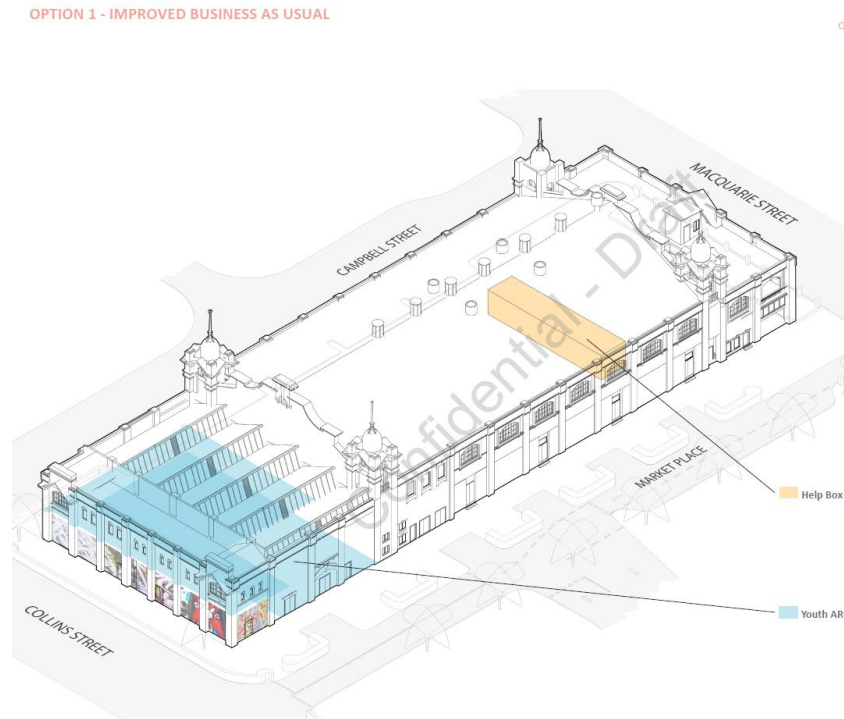 OPTION 1 - IMPROVED BUSINESS AS USUAL
MACQUARIE STREET
CAMPBELL STREET
Confidential - Draft
MARKET PLACE
Help Box
Youth AR
COLLINS STREET